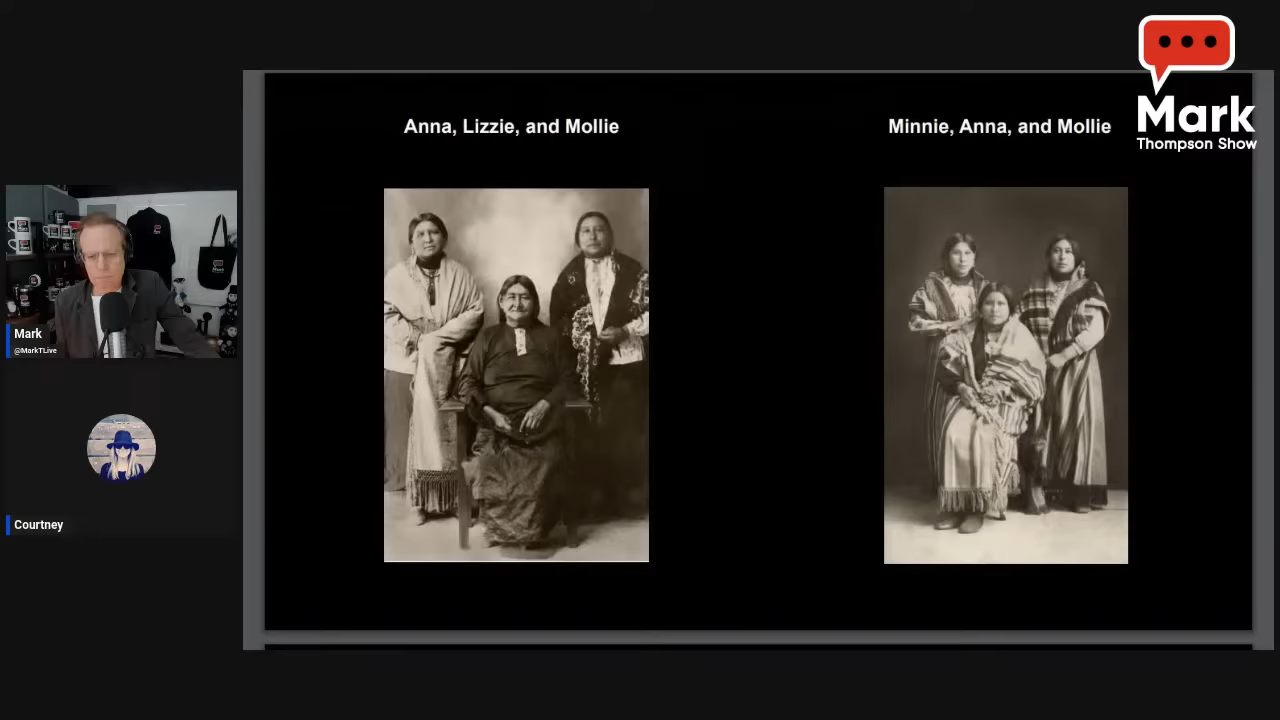 Mark
Thompson Show
Anna, Lizzie, and Mollie
Minnie, Anna, and Mollie
Mark
@MarkTLive
Courtney